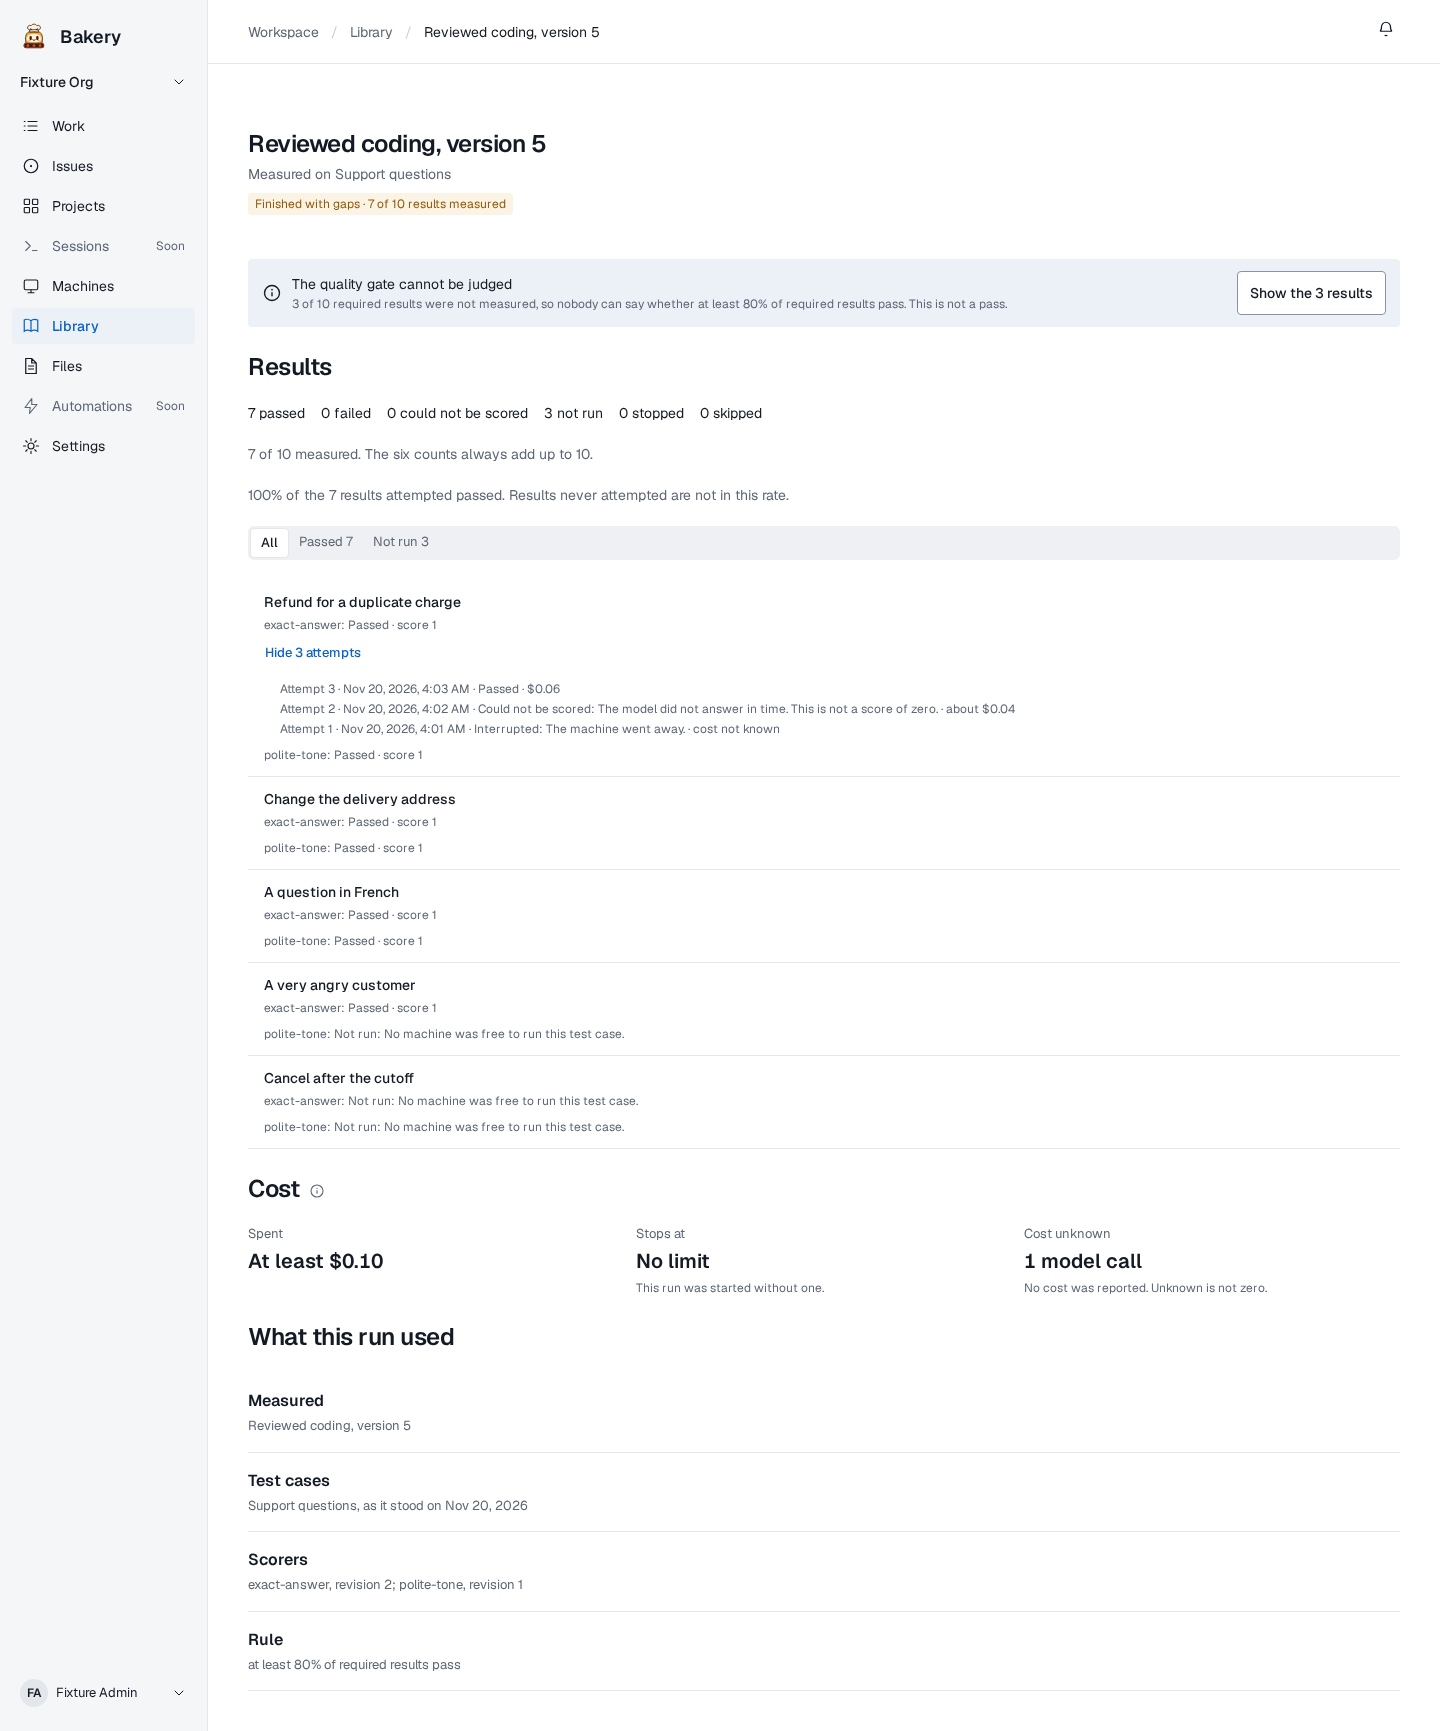 Bakery
Fixture Org
Work
Issues
Projects
Sessions Soon
Machines
Library
Files
Automations Soon
Settings
FA Fixture Admin
Workspace / Library / Reviewed coding, version 5
Reviewed coding, version 5
Measured on Support questions
Finished with gaps · 7 of 10 results measured
The quality gate cannot be judged
3 of 10 required results were not measured, so nobody can say whether at least 80% of required results pass. This is not a pass.
Show the 3 results
Results
7 passed 0 failed 0 could not be scored 3 not run 0 stopped 0 skipped
7 of 10 measured. The six counts always add up to 10.
100% of the 7 results attempted passed. Results never attempted are not in this rate.
All Passed 7 Not run 3
Refund for a duplicate charge
exact-answer: Passed · score 1
Hide 3 attempts
Attempt 3 · Nov 20, 2026, 4:03 AM · Passed · $0.06
Attempt 2 · Nov 20, 2026, 4:02 AM · Could not be scored: The model did not answer in time. This is not a score of zero. · about $0.04
Attempt 1 · Nov 20, 2026, 4:01 AM · Interrupted: The machine went away. · cost not known
polite-tone: Passed · score 1
Change the delivery address
exact-answer: Passed · score 1
polite-tone: Passed · score 1
A question in French
exact-answer: Passed · score 1
polite-tone: Passed · score 1
A very angry customer
exact-answer: Passed · score 1
polite-tone: Not run: No machine was free to run this test case.
Cancel after the cutoff
exact-answer: Not run: No machine was free to run this test case.
polite-tone: Not run: No machine was free to run this test case.
Cost
Spent
At least $0.10
Stops at
No limit
This run was started without one.
Cost unknown
1 model call
No cost was reported. Unknown is not zero.
What this run used
Measured
Reviewed coding, version 5
Test cases
Support questions, as it stood on Nov 20, 2026
Scorers
exact-answer, revision 2; polite-tone, revision 1
Rule
at least 80% of required results pass